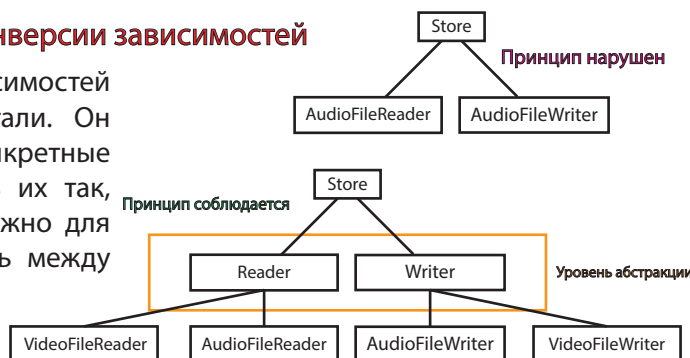 нверсии зависимостей
симостей
тали. Он
нкретные
их так,
жно для
ь между
Store
Принцип нарушен
AudioFileReader
AudioFileWriter
Store
Принцип соблюдается
Reader
Writer
Уровень абстракции
VideoFileReader
AudioFileReader
AudioFileWriter
VideoFileWriter